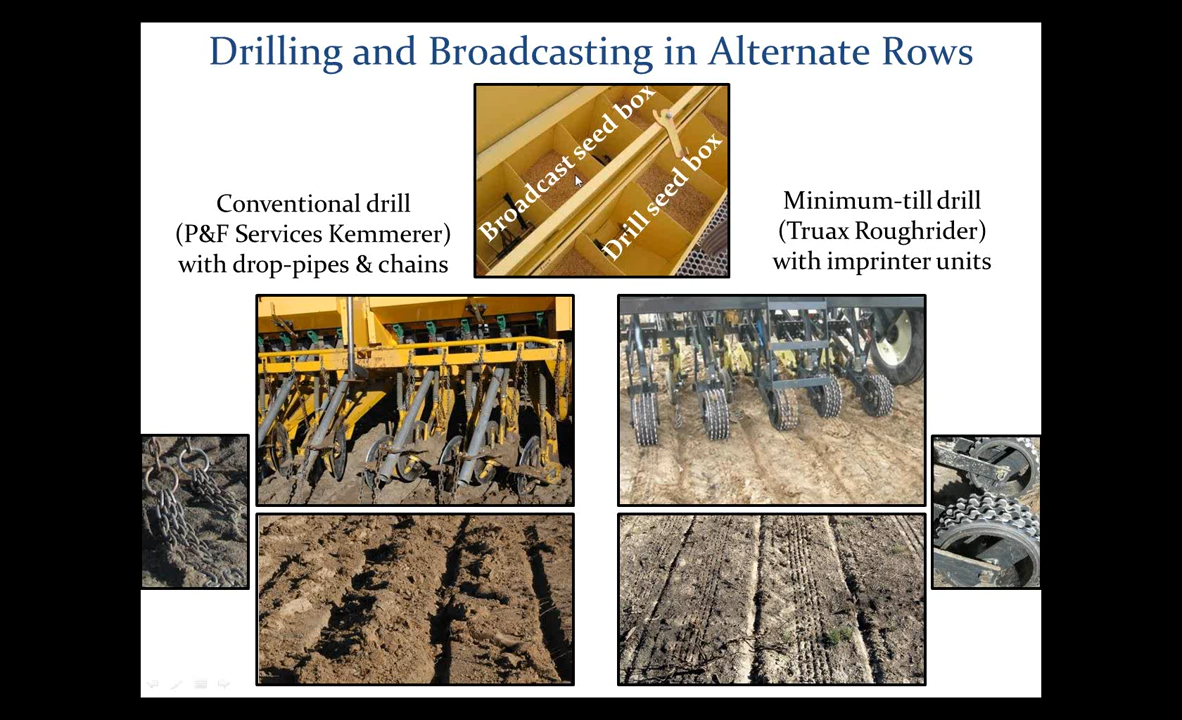 Drilling and Broadcasting in Alternate Rows
Broadcast seed box
Drill seed box
Conventional drill
(P&F Services Kemmerer)
with drop-pipes & chains
Minimum-till drill
(Truax Roughrider)
with imprinter units